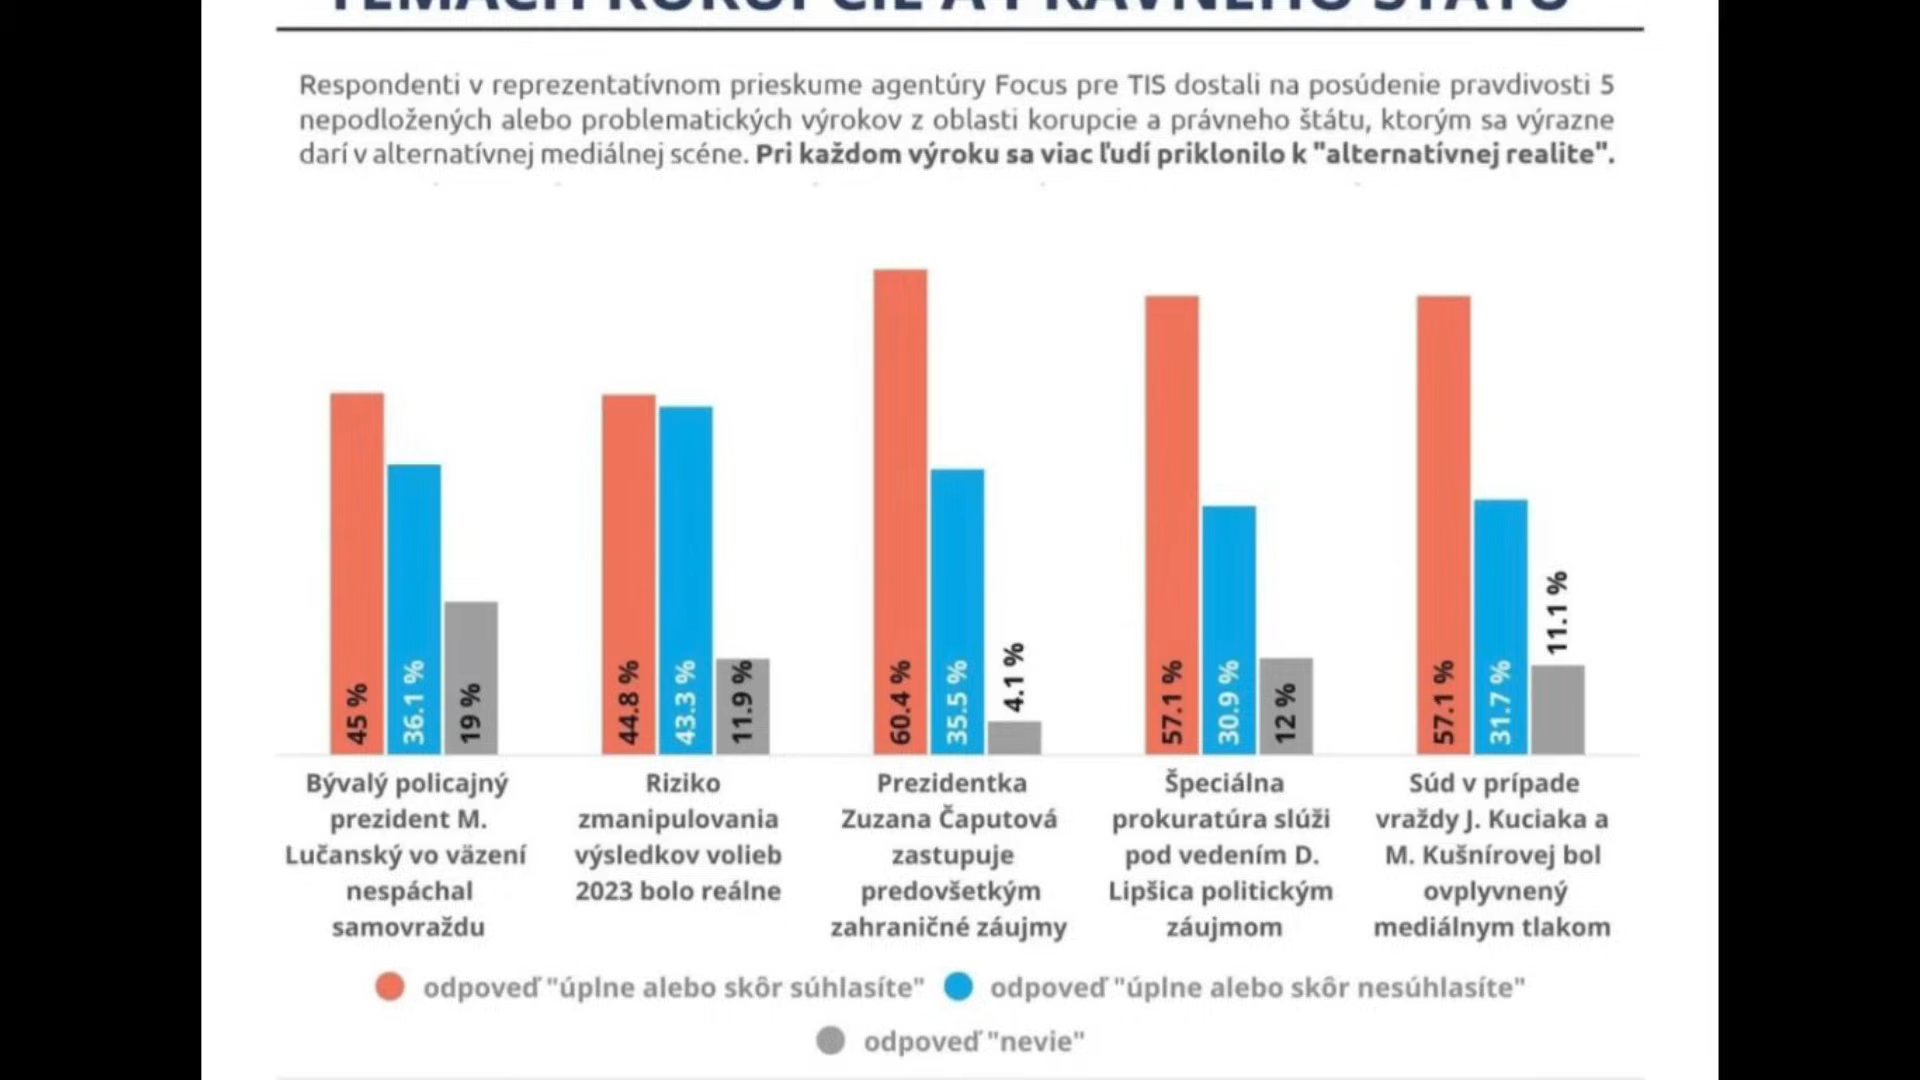 TÉMACH KORUPCIE A PRÁVNEHO ŠTÁTU
Respondenti v reprezentatívnom prieskume agentúry Focus pre TIS dostali na posúdenie pravdivosti 5
nepodložených alebo problematických výrokov z oblasti korupcie a právneho štátu, ktorým sa výrazne
darí v alternatívnej mediálnej scéne. Pri každom výroku sa viac ľudí priklonilo k "alternatívnej realite".
45 %
36.1 %
19 %
44.8 %
43.3 %
11.9 %
60.4 %
35.5 %
4.1 %
57.1 %
30.9 %
12 %
57.1 %
31.7 %
11.1 %
Bývalý policajný
prezident M.
Lučanský vo väzení
nespáchal
samovraždu
Riziko
zmanipulovania
výsledkov volieb
2023 bolo reálne
Prezidentka
Zuzana Čaputová
zastupuje
predovšetkým
zahraničné záujmy
Špeciálna
prokuratúra slúži
pod vedením D.
Lipšica politickým
záujmom
Súd v prípade
vraždy J. Kuciaka a
M. Kušnírovej bol
ovplyvnený
mediálnym tlakom
odpoveď "úplne alebo skôr súhlasíte"
odpoveď "úplne alebo skôr nesúhlasíte"
odpoveď "nevie"